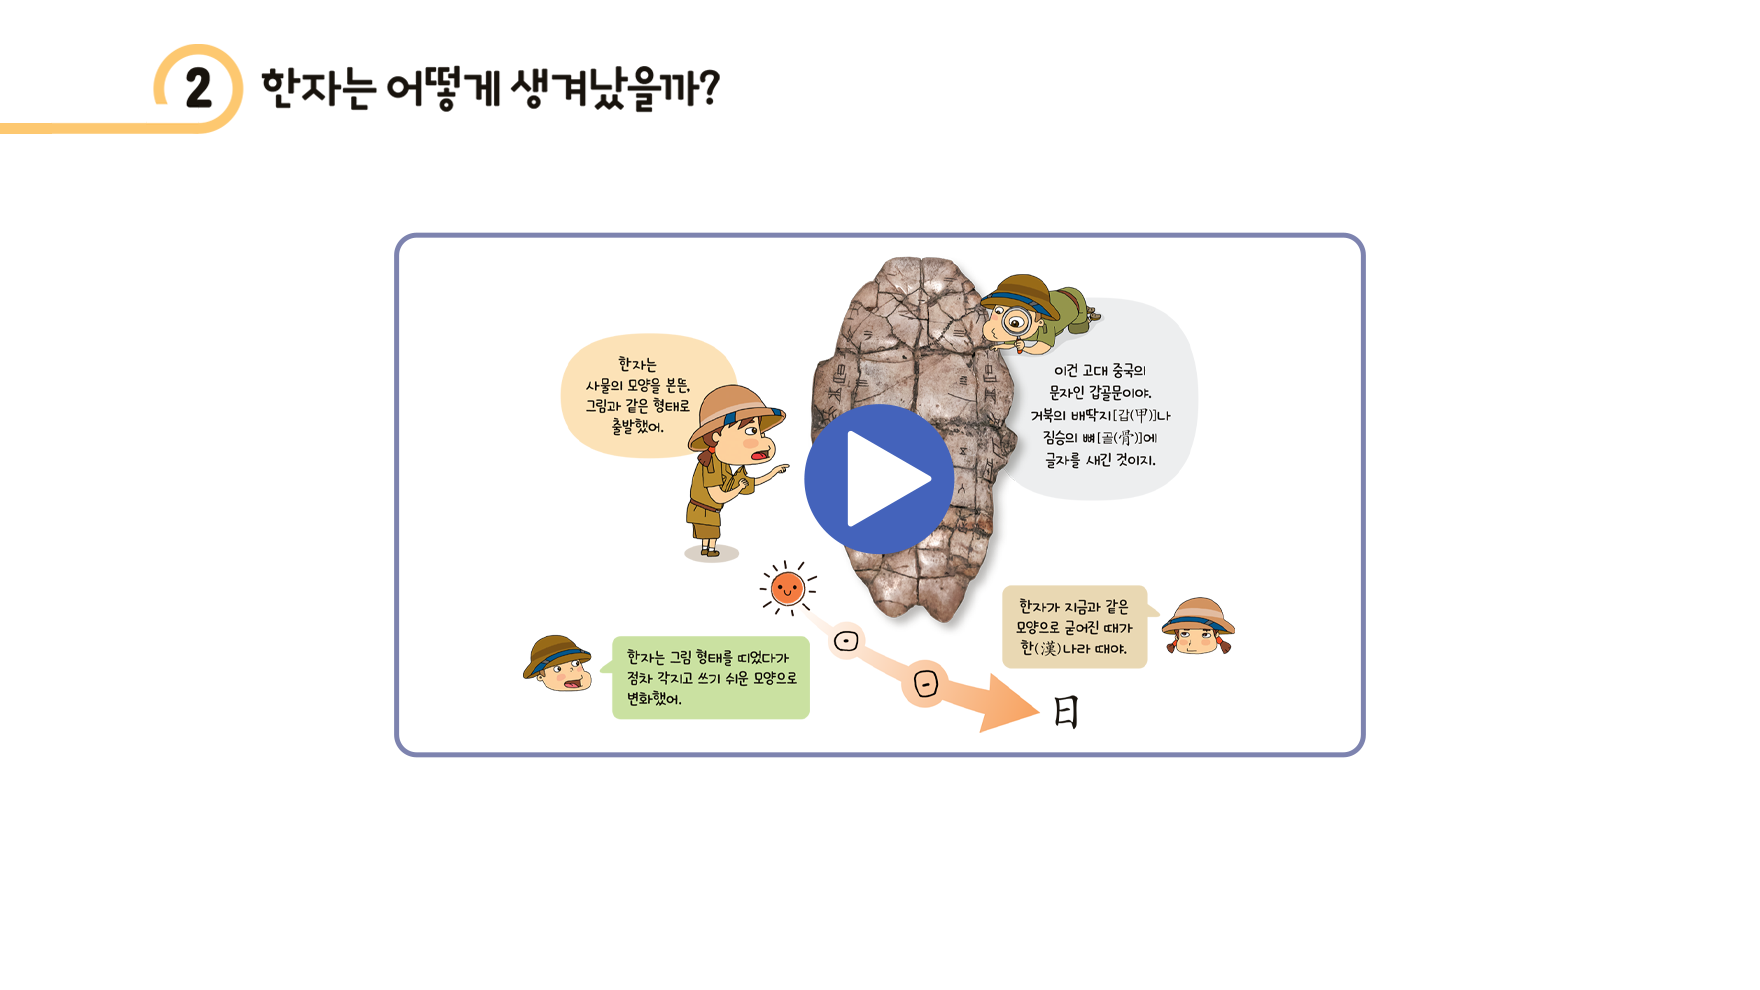 2 한자는 어떻게 생겨났을까?
한자는
사물의 모양을 본뜬,
그림과 같은 형태로
출발했어.
이건 고대 중국의
문자인 갑골문이야.
거북의 배딱지[갑(甲)]나
짐승의 뼈[골(骨)]에
글자를 새긴 것이지.
한자는 그림 형태를 띠었다가
점차 각지고 쓰기 쉬운 모양으로
변화했어.
한자가 지금과 같은
모양으로 굳어진 때가
한(漢)나라 때야.
日